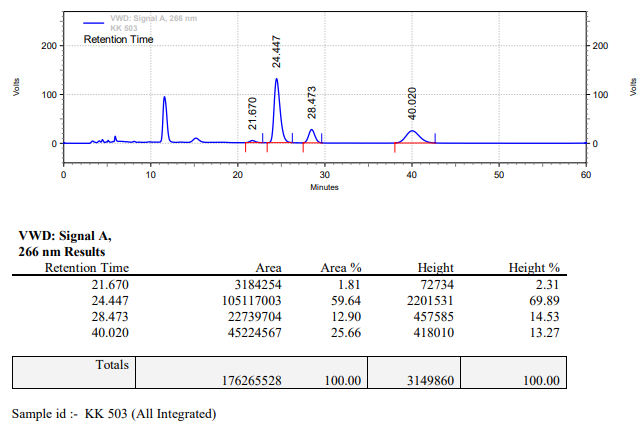 VWD: Signal A, 266 nm
KK 503
Retention Time
200
100
0
Volts
200
100
0
Volts
21.670
24.447
28.473
40.020
0 10 20 30 40 50 60
Minutes
VWD: Signal A,
266 nm Results
Retention Time Area Area % Height Height %
21.670 3184254 1.81 72734 2.31
24.447 105117003 59.64 2201531 69.89
28.473 22739704 12.90 457585 14.53
40.020 45224567 25.66 418010 13.27
Totals
176265528 100.00 3149860 100.00
Sample id :- KK 503 (All Integrated)